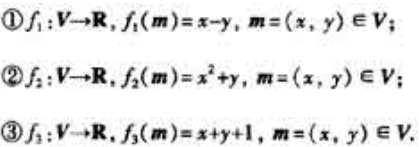 ①f₁:V→R, f₁(m)=x-y, m=(x, y)∈V;
②f₂:V→R, f₂(m)=x²+y, m=(x, y)∈V;
③f₃:V→R, f₃(m)=x+y+1, m=(x, y)∈V.